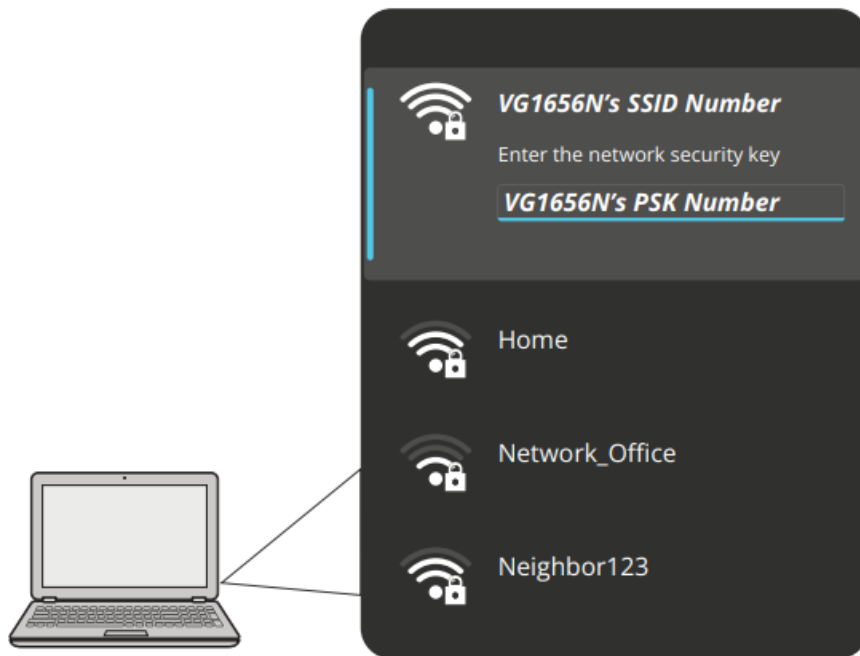 VG1656N’s SSID Number
Enter the network security key
VG1656N’s PSK Number
Home
Network_Office
Neighbor123